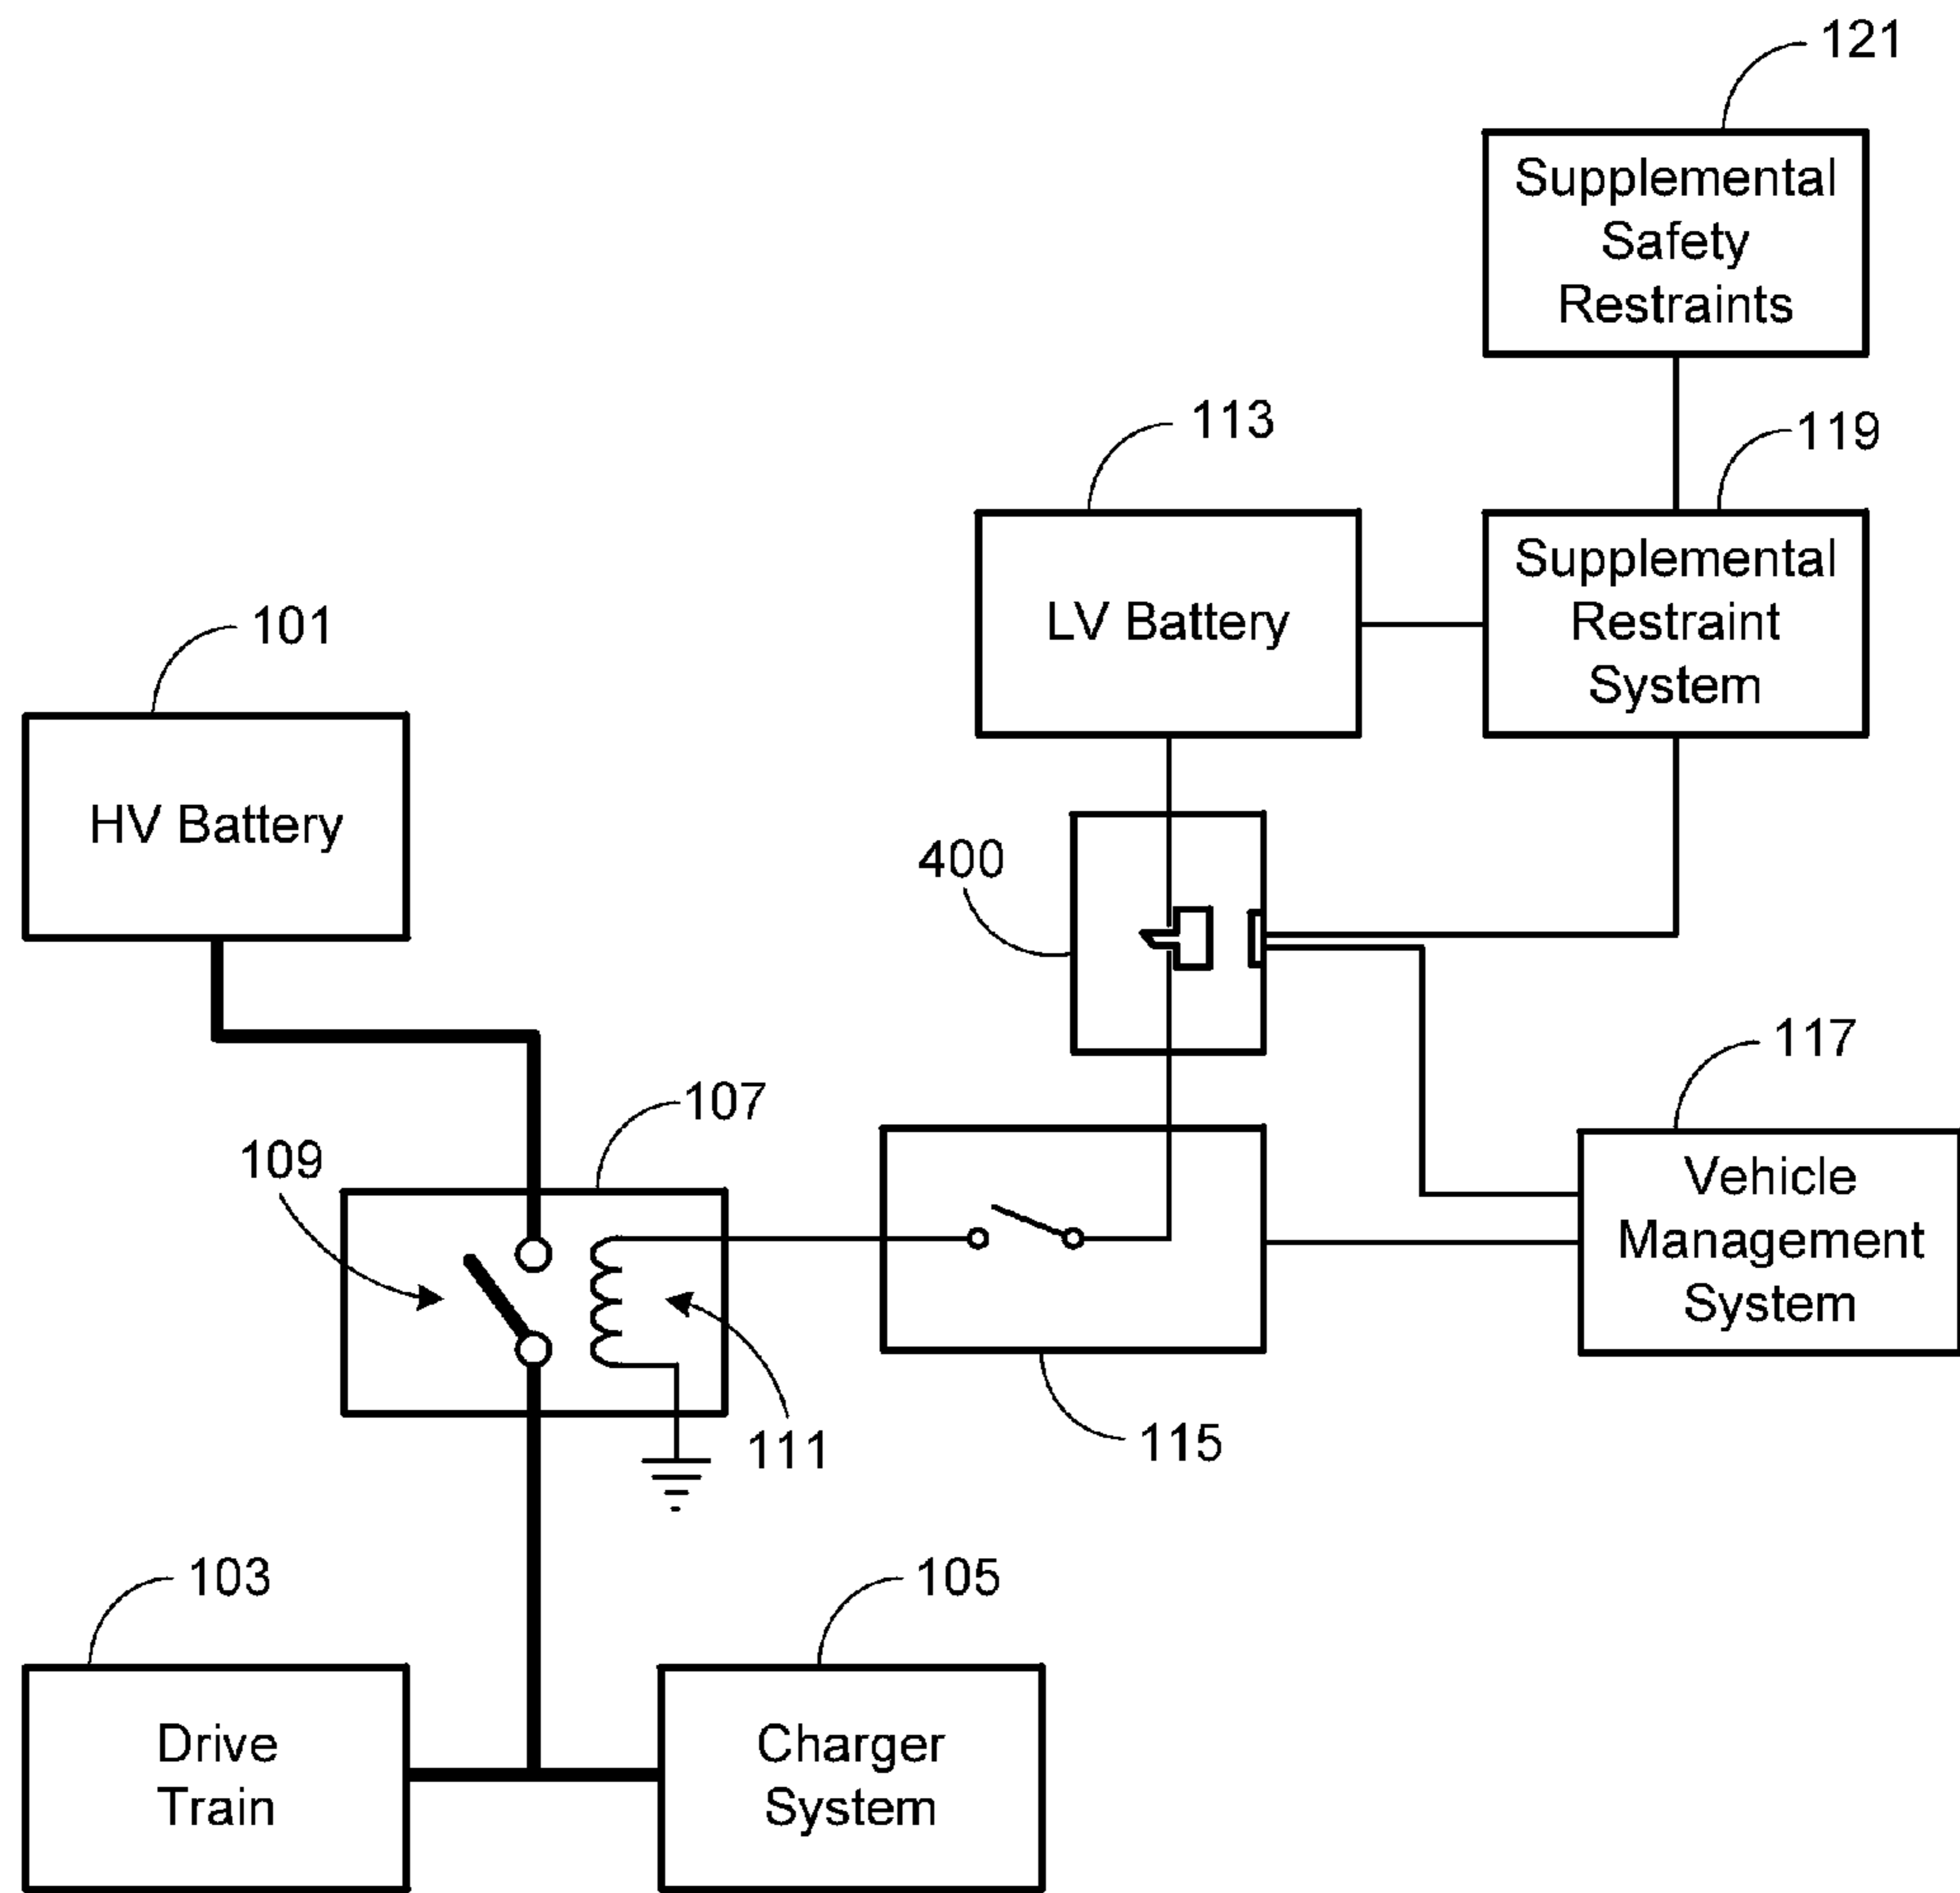 121
Supplemental
Safety
Restraints
113
119
LV Battery
Supplemental
Restraint
System
101
HV Battery
400
117
Vehicle
Management
System
107
109
111
115
103
105
Drive
Train
Charger
System